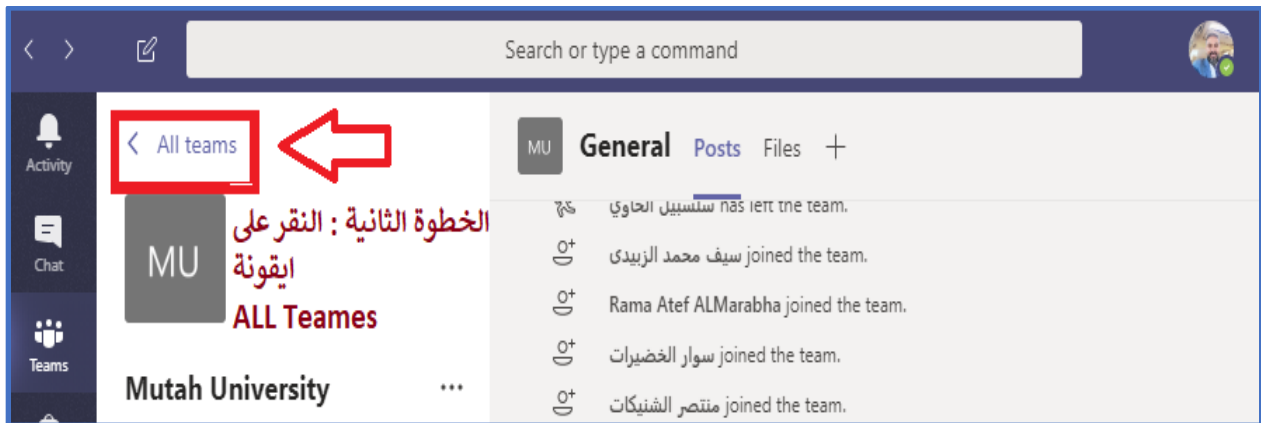 Search or type a command
Activity
Chat
Teams
All teams
MU
الخطوة الثانية : النقر على
ايقونة
ALL Teames
Mutah University
...
MU
General Posts Files
سلسبيل الحاوي has left the team.
سيف محمد الزبيدى joined the team.
Rama Atef ALMarabha joined the team.
سوار الخضيرات joined the team.
منتصر الشنيكات joined the team.